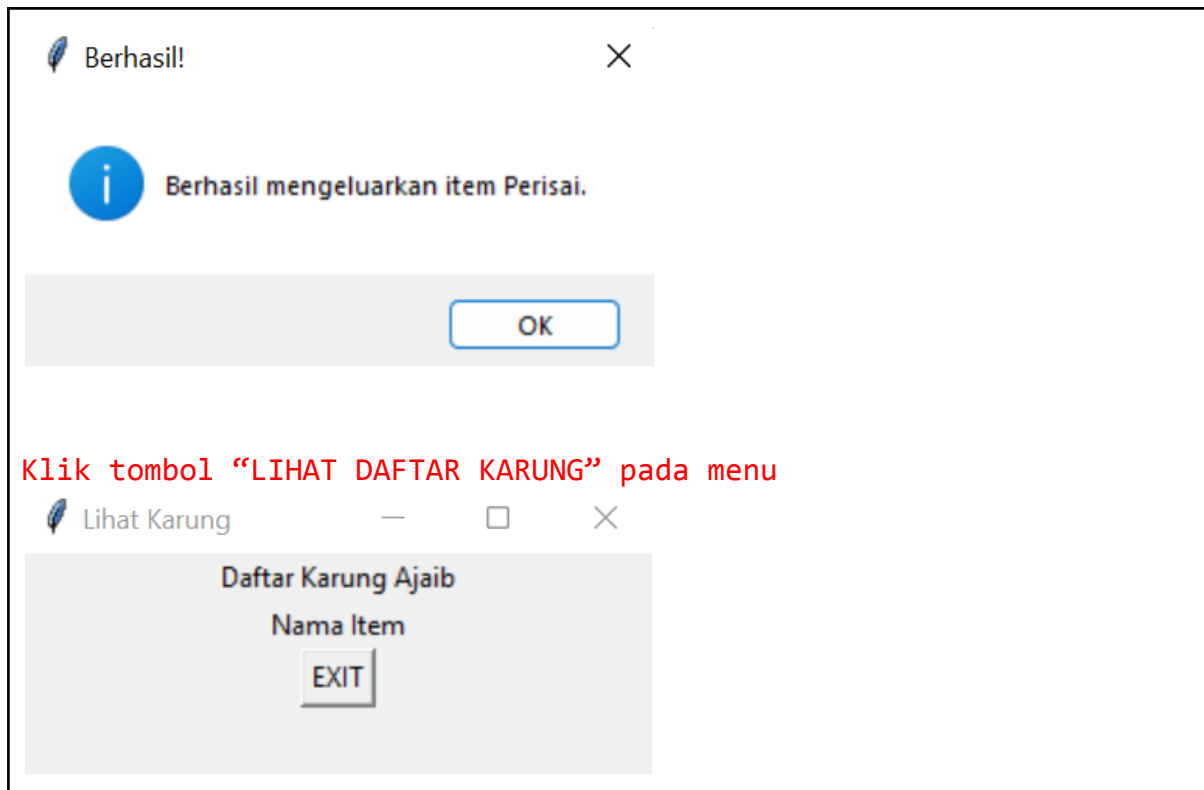 Berhasil!
Berhasil mengeluarkan item Perisai.
OK
Klik tombol “LIHAT DAFTAR KARUNG” pada menu
Lihat Karung
Daftar Karung Ajaib
Nama Item
EXIT